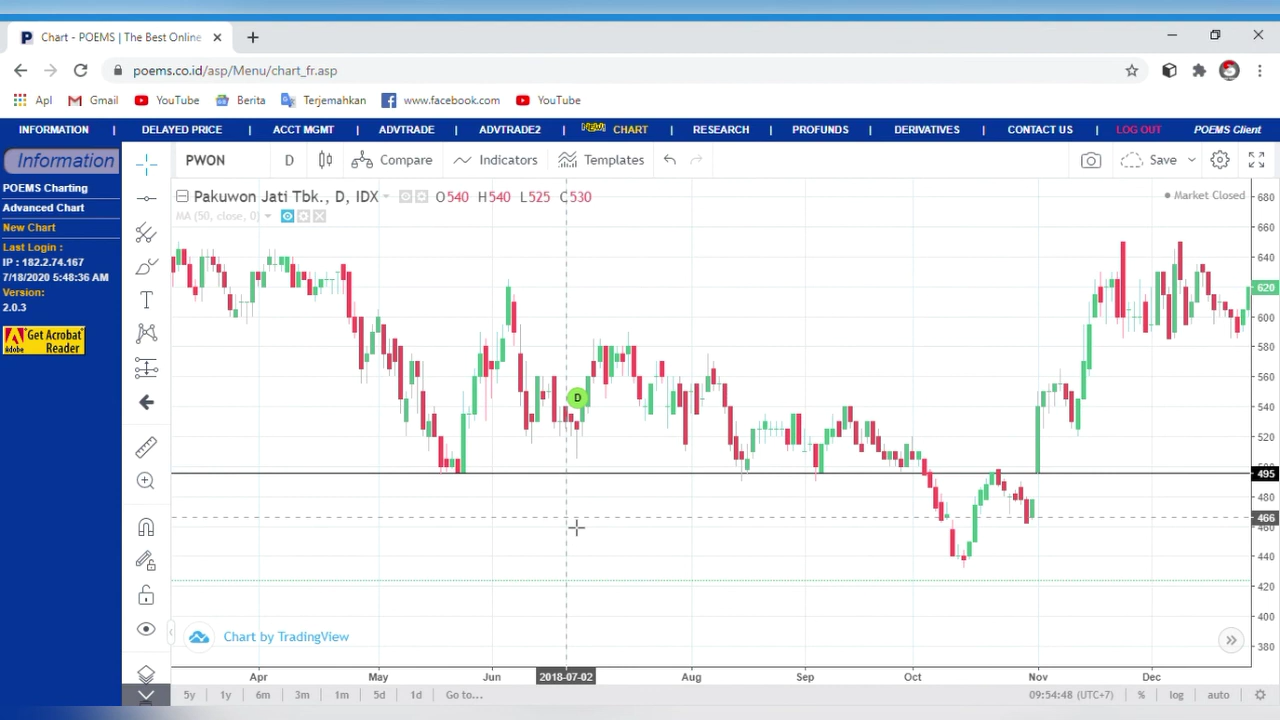 Chart - POEMS | The Best Online
poems.co.id/asp/Menu/chart_fr.asp
Apl Gmail YouTube Berita Terjemahkan www.facebook.com YouTube
INFORMATION | DELAYED PRICE | ACCT MGMT | ADVTRADE | ADVTRADE2 | NEW! CHART | RESEARCH | PROFUNDS | DERIVATIVES | CONTACT US | LOG OUT POEMS Client
Information
POEMS Charting
Advanced Chart
New Chart
Last Login :
IP : 182.2.74.167
7/18/2020 5:48:36 AM
Version:
2.0.3
Get Acrobat
Reader
Adobe
PWON D Compare Indicators Templates Save
Pakuwon Jati Tbk., D, IDX O540 H540 L525 C530
Market Closed
MA (50, close, 0)
D
680
660
640
620
600
580
560
540
520
500
495
480
466
460
440
420
400
380
Chart by TradingView
Apr May Jun 2018-07-02 Aug Sep Oct Nov Dec
5y 1y 6m 3m 1m 5d 1d Go to... 09:54:48 (UTC+7) % log auto